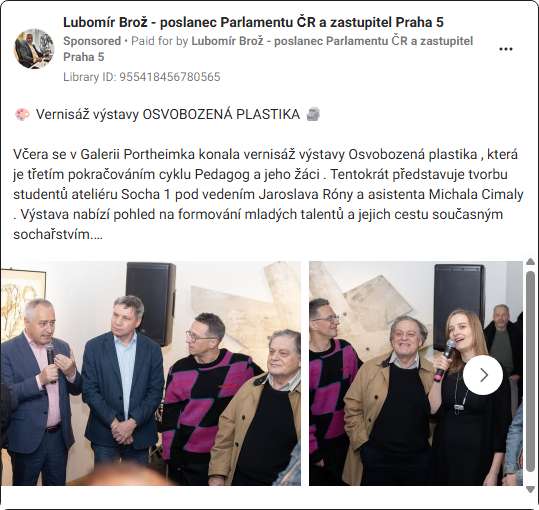 Lubomír Brož - poslanec Parlamentu ČR a zastupitel Praha 5
Sponsored • Paid for by Lubomír Brož - poslanec Parlamentu ČR a zastupitel
Praha 5
Library ID: 955418456780565
Vernisáž výstavy OSVOBOZENÁ PLASTIKA
Včera se v Galerii Portheimka konala vernisáž výstavy Osvobozená plastika , která
je třetím pokračováním cyklu Pedagog a jeho žáci . Tentokrát představuje tvorbu
studentů ateliéru Socha 1 pod vedením Jaroslava Róny a asistenta Michala Cimaly
. Výstava nabízí pohled na formování mladých talentů a jejich cestu současným
sochařstvím....